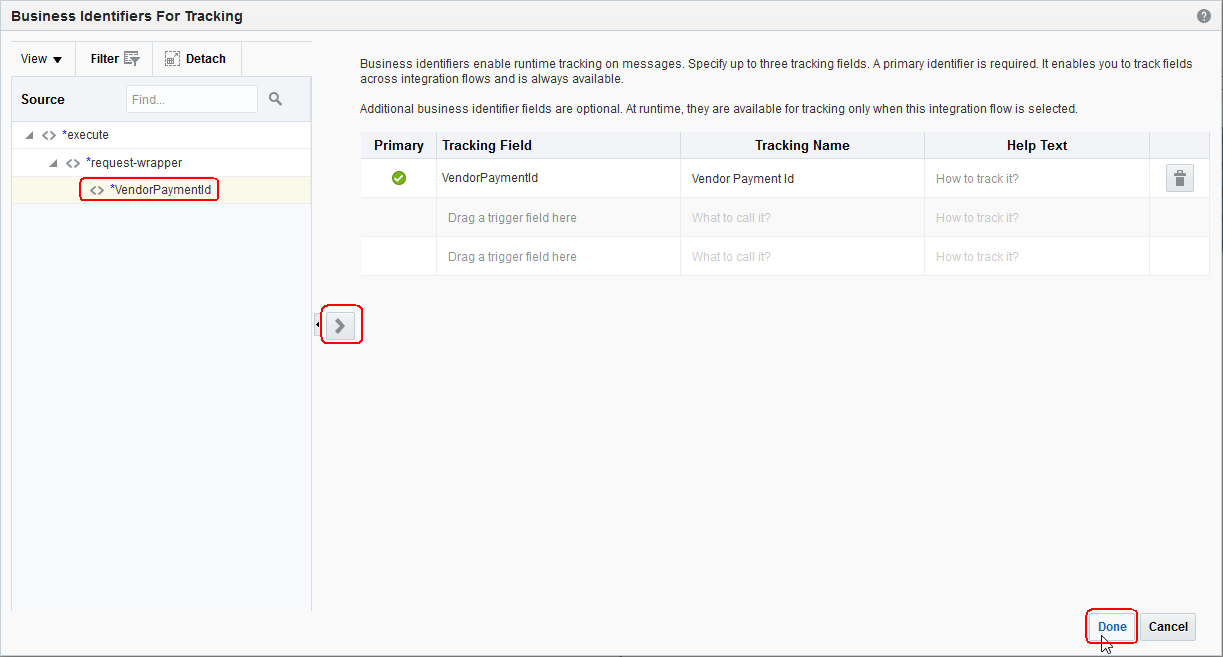 Business Identifiers For Tracking
View Filter Detach
Source Find...
*execute
*request-wrapper
*VendorPaymentId
Business identifiers enable runtime tracking on messages. Specify up to three tracking fields. A primary identifier is required. It enables you to track fields
across integration flows and is always available.
Additional business identifier fields are optional. At runtime, they are available for tracking only when this integration flow is selected.
Primary Tracking Field Tracking Name Help Text
VendorPaymentId Vendor Payment Id How to track it?
Drag a trigger field here What to call it? How to track it?
Drag a trigger field here What to call it? How to track it?
Done Cancel